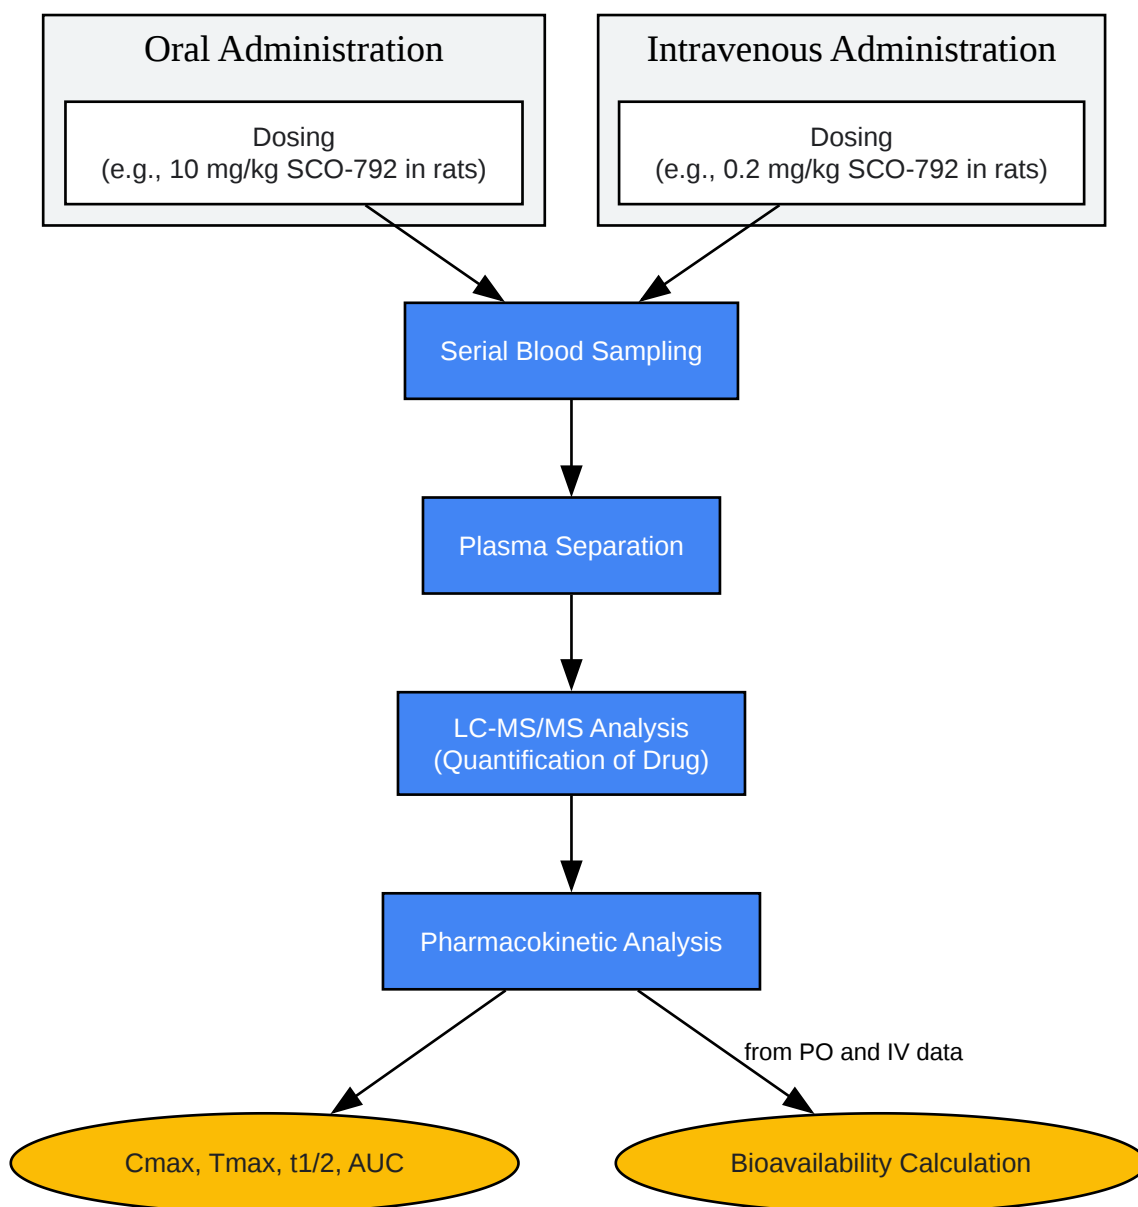 Oral Administration
Intravenous Administration
Dosing
(e.g., 10 mg/kg SCO-792 in rats)
Dosing
(e.g., 0.2 mg/kg SCO-792 in rats)
Serial Blood Sampling
Plasma Separation
LC-MS/MS Analysis
(Quantification of Drug)
Pharmacokinetic Analysis
from PO and IV data
Cmax, Tmax, t1/2, AUC
Bioavailability Calculation